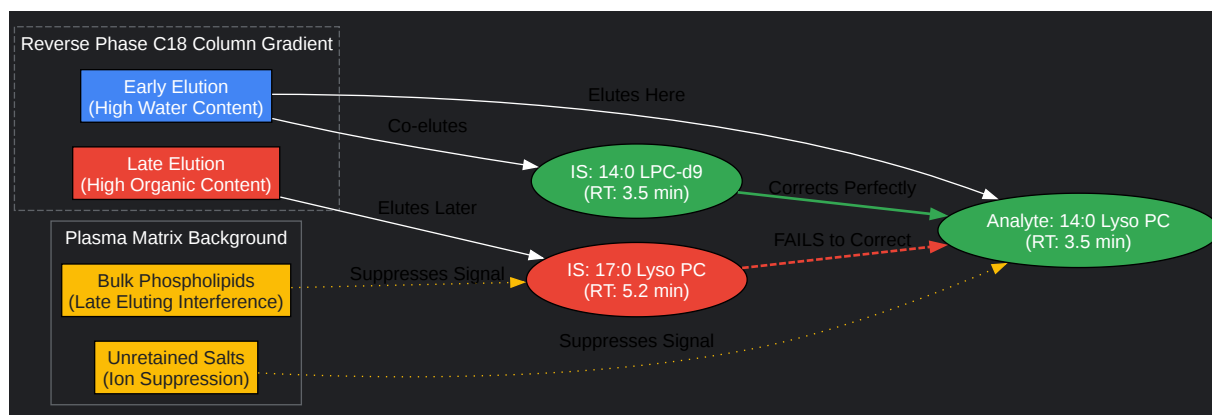 Reverse Phase C18 Column Gradient
Early Elution
(High Water Content)
Elutes Here
Co-elutes
Late Elution
(High Organic Content)
IS: 14:0 LPC-d9
(RT: 3.5 min)
Corrects Perfectly
Elutes Later
Analyte: 14:0 Lyso PC
(RT: 3.5 min)
Plasma Matrix Background
FAILS to Correct
Bulk Phospholipids
(Late Eluting Interference)
Suppresses Signal
IS: 17:0 Lyso PC
(RT: 5.2 min)
Unretained Salts
(Ion Suppression)
Suppresses Signal